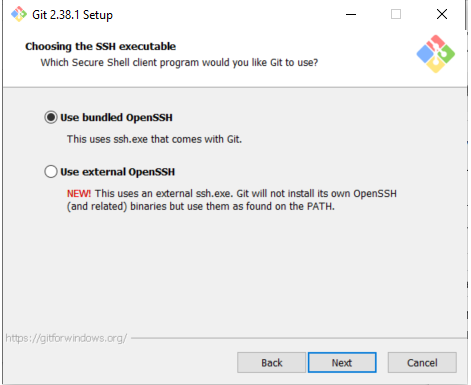 Git 2.38.1 Setup
Choosing the SSH executable
Which Secure Shell client program would you like Git to use?
Use bundled OpenSSH
This uses ssh.exe that comes with Git.
Use external OpenSSH
NEW! This uses an external ssh.exe. Git will not install its own OpenSSH
(and related) binaries but use them as found on the PATH.
https://gitforwindows.org/
Back Next Cancel